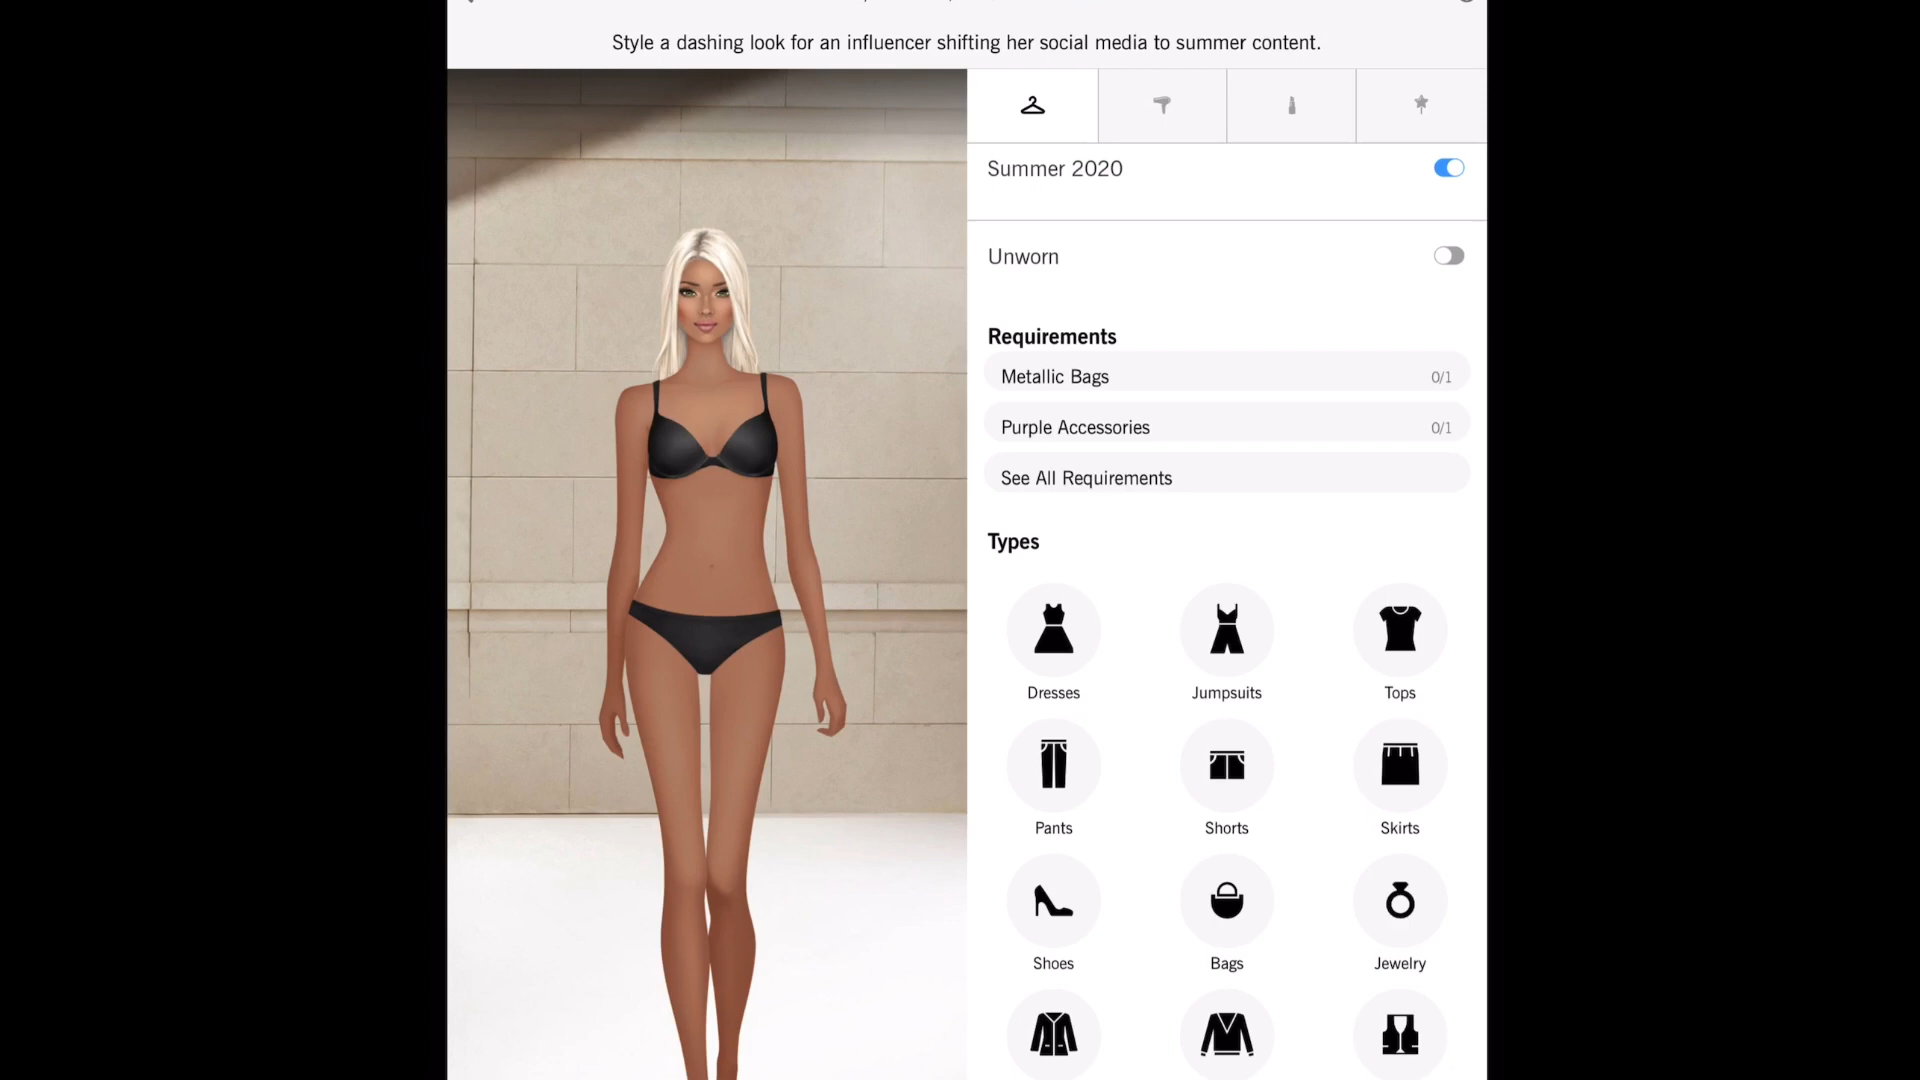 Style a dashing look for an influencer shifting her social media to summer content.
Summer 2020
Unworn
Requirements
Metallic Bags 0/1
Purple Accessories 0/1
See All Requirements
Types
Dresses Jumpsuits Tops
Pants Shorts Skirts
Shoes Bags Jewelry